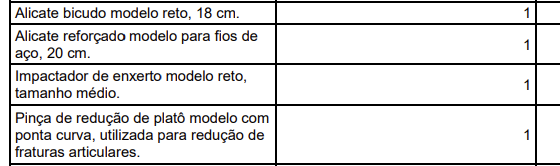 Alicate bicudo modelo reto, 18 cm. 1
Alicate reforçado modelo para fios de
aço, 20 cm. 1
Impactador de enxerto modelo reto,
tamanho médio. 1
Pinça de redução de platô modelo com
ponta curva, utilizada para redução de
fraturas articulares. 1